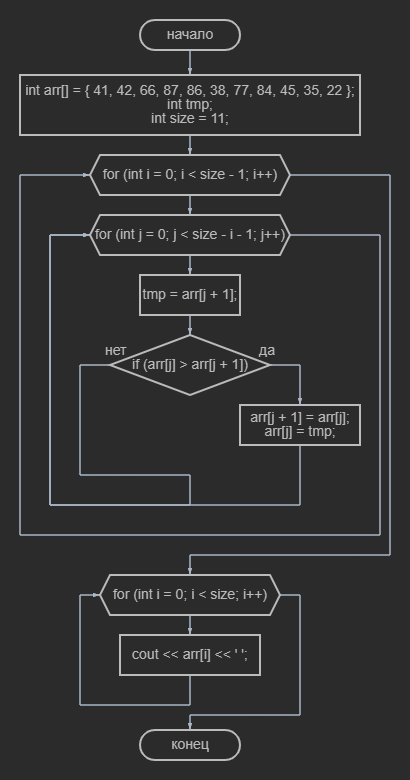 начало
int arr[] = { 41, 42, 66, 87, 86, 38, 77, 84, 45, 35, 22 };
int tmp;
int size = 11;
for (int i = 0; i < size - 1; i++)
for (int j = 0; j < size - i - 1; j++)
tmp = arr[j + 1];
нет
да
if (arr[j] > arr[j + 1])
arr[j + 1] = arr[j];
arr[j] = tmp;
for (int i = 0; i < size; i++)
cout << arr[i] << ' ';
конец